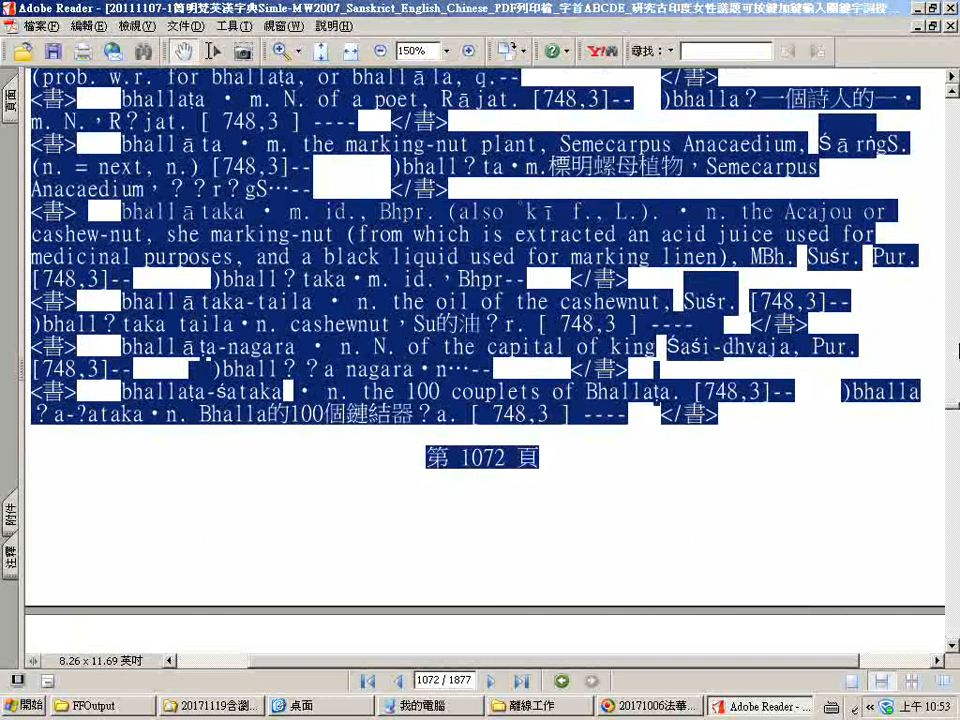 Adobe Reader - [20111107-1簡明梵英漢字典Simle-MW2007_Sanskrict_English_Chinese_PDF列印檔_字首ABCDE_研究古印度女性議題可按鍵加鍵輸入關鍵字詞搜
檔案(F) 編輯(E) 檢視(V) 文件(D) 工具(T) 視窗(W) 說明(H)
150% Y! 尋找：
頁面
(prob. w.r. for bhallaṭa, or bhallāla, q.-- </書>
<書> bhallaṭa • m. N. of a poet, Rājat. [748,3]-- )bhalla？一個詩人的一•
m. N.，R？jat. [ 748,3 ] ---- </書>
<書> bhallāta • m. the marking-nut plant, Semecarpus Anacaedium, ŚārṅgS.
(n. = next, n.) [748,3]-- )bhall？ta•m.標明螺母植物，Semecarpus
Anacaedium，？？r？gS…-- </書>
<書> bhallātaka • m. id., Bhpr. (also °kī f., L.). • n. the Acajou or
cashew-nut, she marking-nut (from which is extracted an acid juice used for
medicinal purposes, and a black liquid used for marking linen), MBh. Suśr. Pur.
[748,3]-- )bhall？taka•m. id.，Bhpr-- </書>
<書> bhallātaka-taila • n. the oil of the cashewnut, Suśr. [748,3]--
)bhall？taka taila•n. cashewnut，Su的油？r. [ 748,3 ] ---- </書>
<書> bhallāṭa-nagara • n. N. of the capital of king Śaśi-dhvaja, Pur.
[748,3]-- )bhall？？a nagara•n…-- </書>
<書> bhallaṭa-śataka • n. the 100 couplets of Bhallaṭa. [748,3]-- )bhalla
？a-?ataka•n. Bhalla的100個鏈結器？a. [ 748,3 ] ---- </書>
第 1072 頁
附件
注釋
8.26 x 11.69 英吋
1072 / 1877
開始 FFOutput 20171119含瀏... 桌面 我的電腦 離線工作 20171006法華... Adobe Reader - ... 上午 10:53